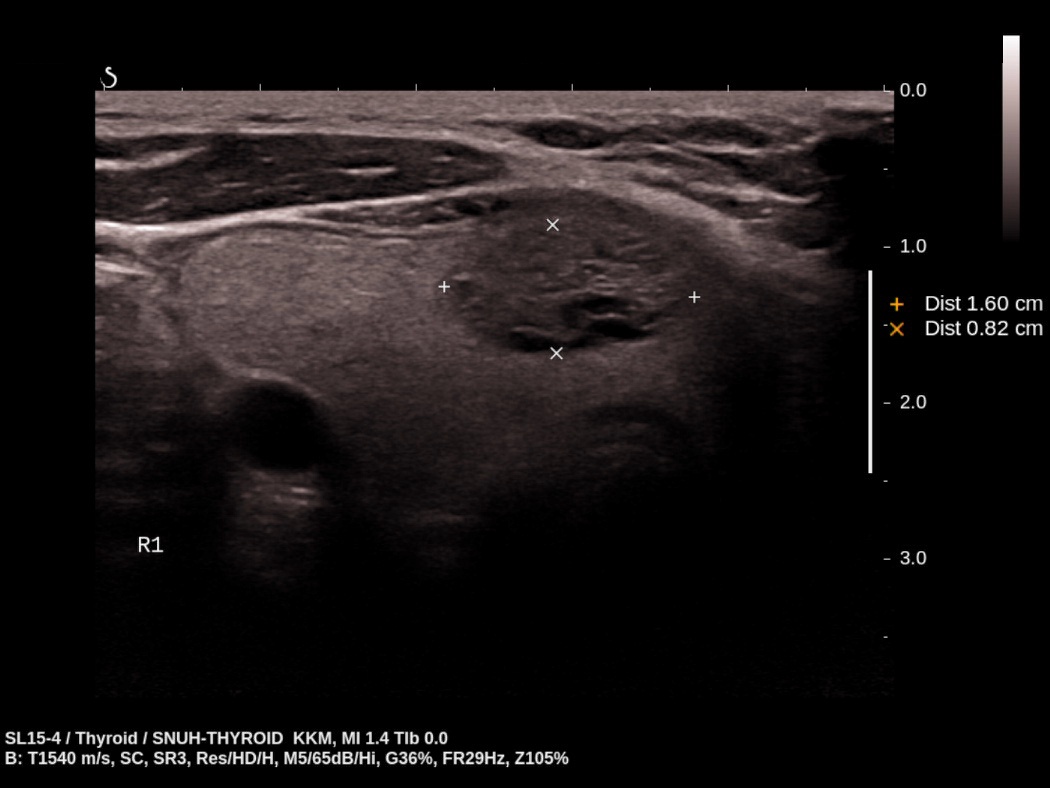 S
0.0
1.0
+ Dist 1.60 cm
× Dist 0.82 cm
2.0
R1
3.0
SL15-4 / Thyroid / SNUH-THYROID KKM, MI 1.4 TIb 0.0
B: T1540 m/s, SC, SR3, Res/HD/H, M5/65dB/Hi, G36%, FR29Hz, Z105%